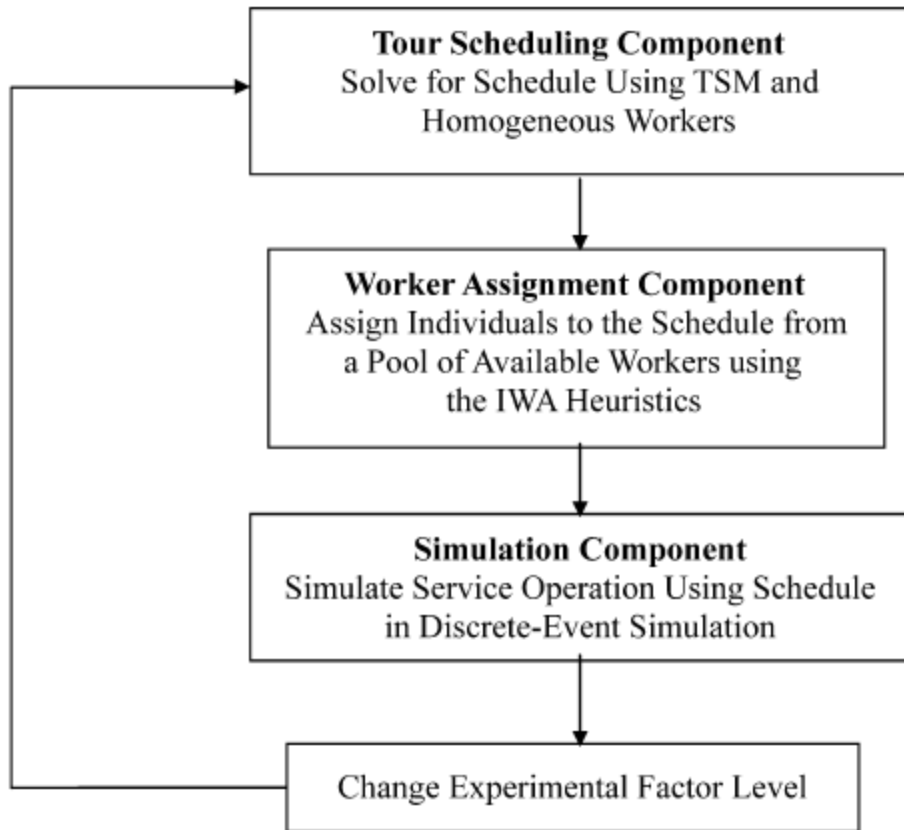 Tour Scheduling Component
Solve for Schedule Using TSM and
Homogeneous Workers
Worker Assignment Component
Assign Individuals to the Schedule from
a Pool of Available Workers using
the IWA Heuristics
Simulation Component
Simulate Service Operation Using Schedule
in Discrete-Event Simulation
Change Experimental Factor Level